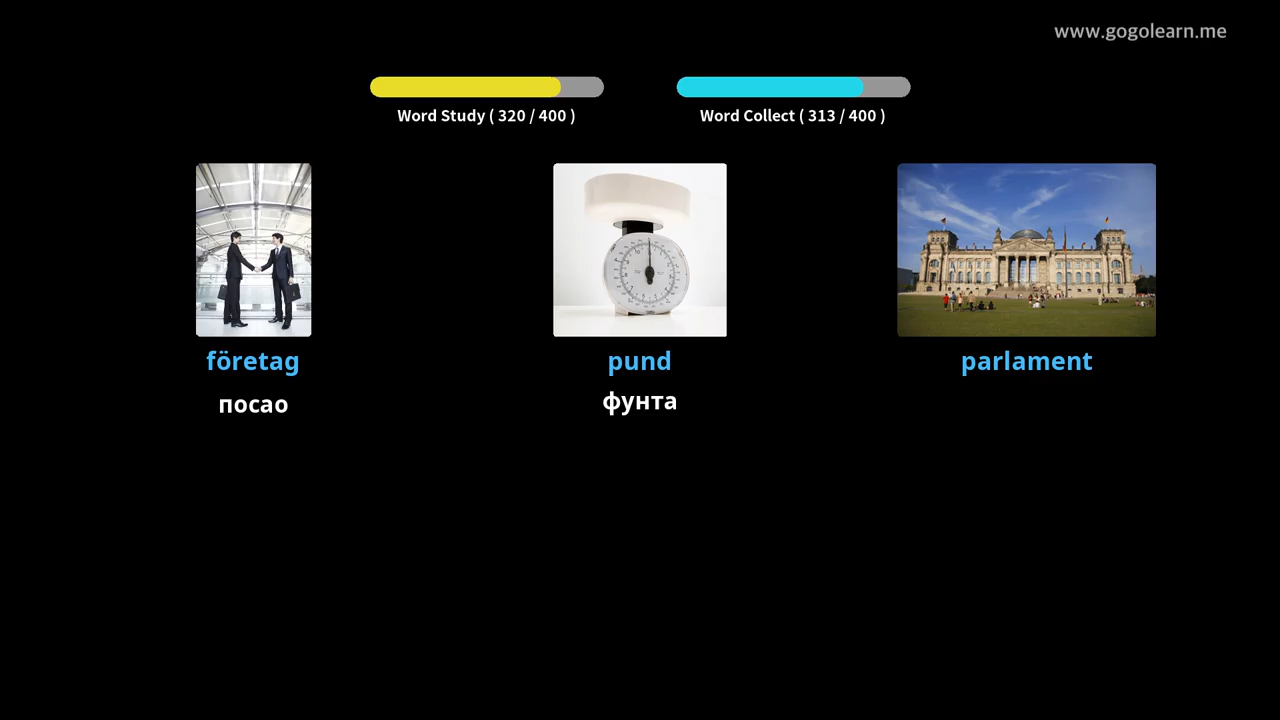 www.gogolearn.me
Word Study ( 320 / 400 )
Word Collect ( 313 / 400 )
företag
pund
parlament
посао
фунта